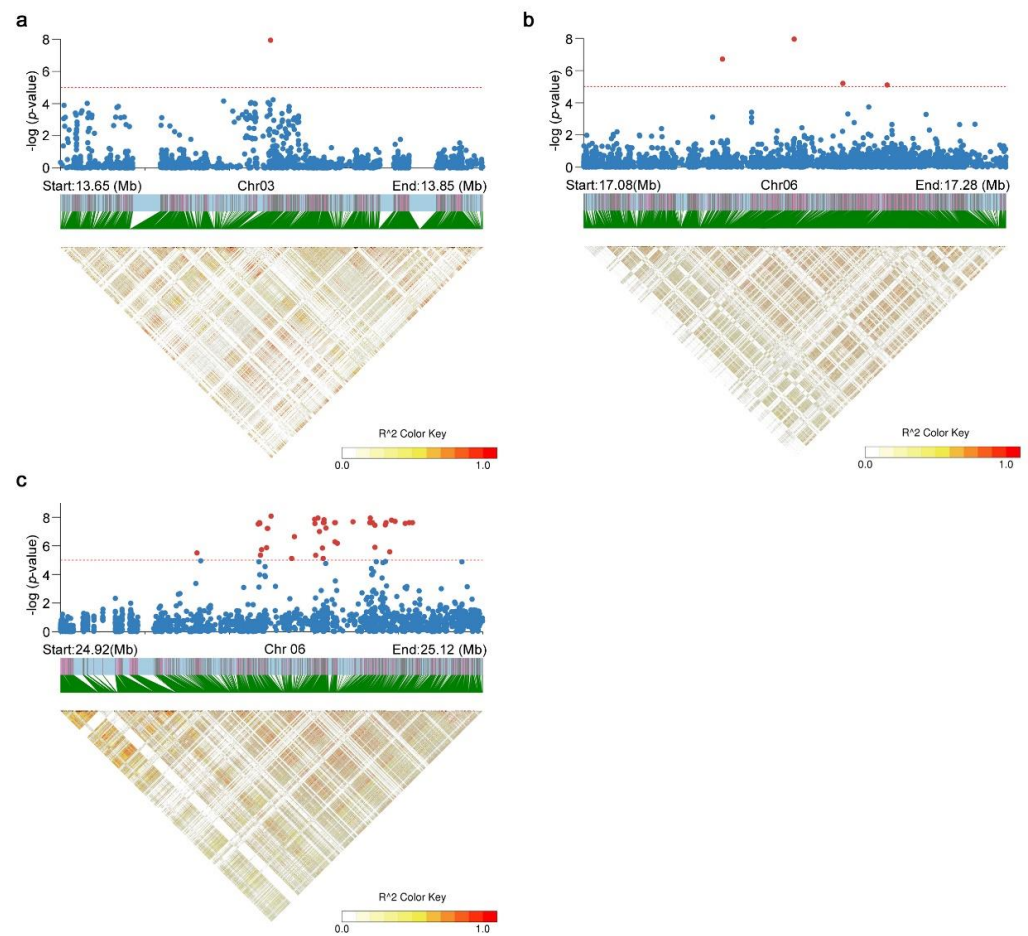 a
8
6
4
2
0
-log (p-value)
Start:13.65 (Mb) Chr03 End:13.85 (Mb)
R^2 Color Key
0.0 1.0
b
8
6
4
2
0
-log (p-value)
Start:17.08(Mb) Chr06 End:17.28 (Mb)
R^2 Color Key
0.0 1.0
c
8
6
4
2
0
-log (p-value)
Start:24.92(Mb) Chr 06 End:25.12 (Mb)
R^2 Color Key
0.0 1.0